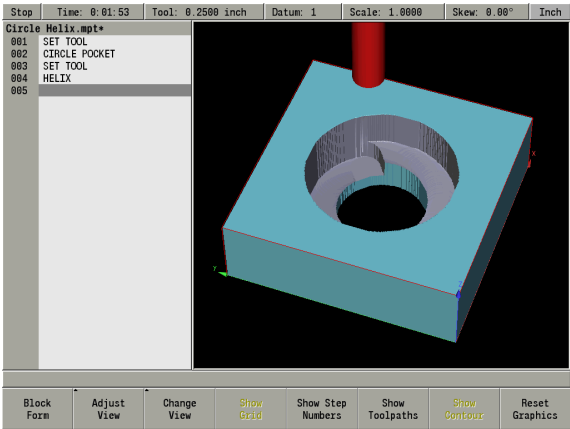 Stop Time: 0:01:53 Tool: 0.2500 inch Datum: 1 Scale: 1.0000 Skew: 0.00° Inch
Circle Helix.mpt*
001 SET TOOL
002 CIRCLE POCKET
003 SET TOOL
004 HELIX
005
X
Y
Z
Block Form Adjust View Change View Show Grid Show Step Numbers Show Toolpaths Show Contour Reset Graphics